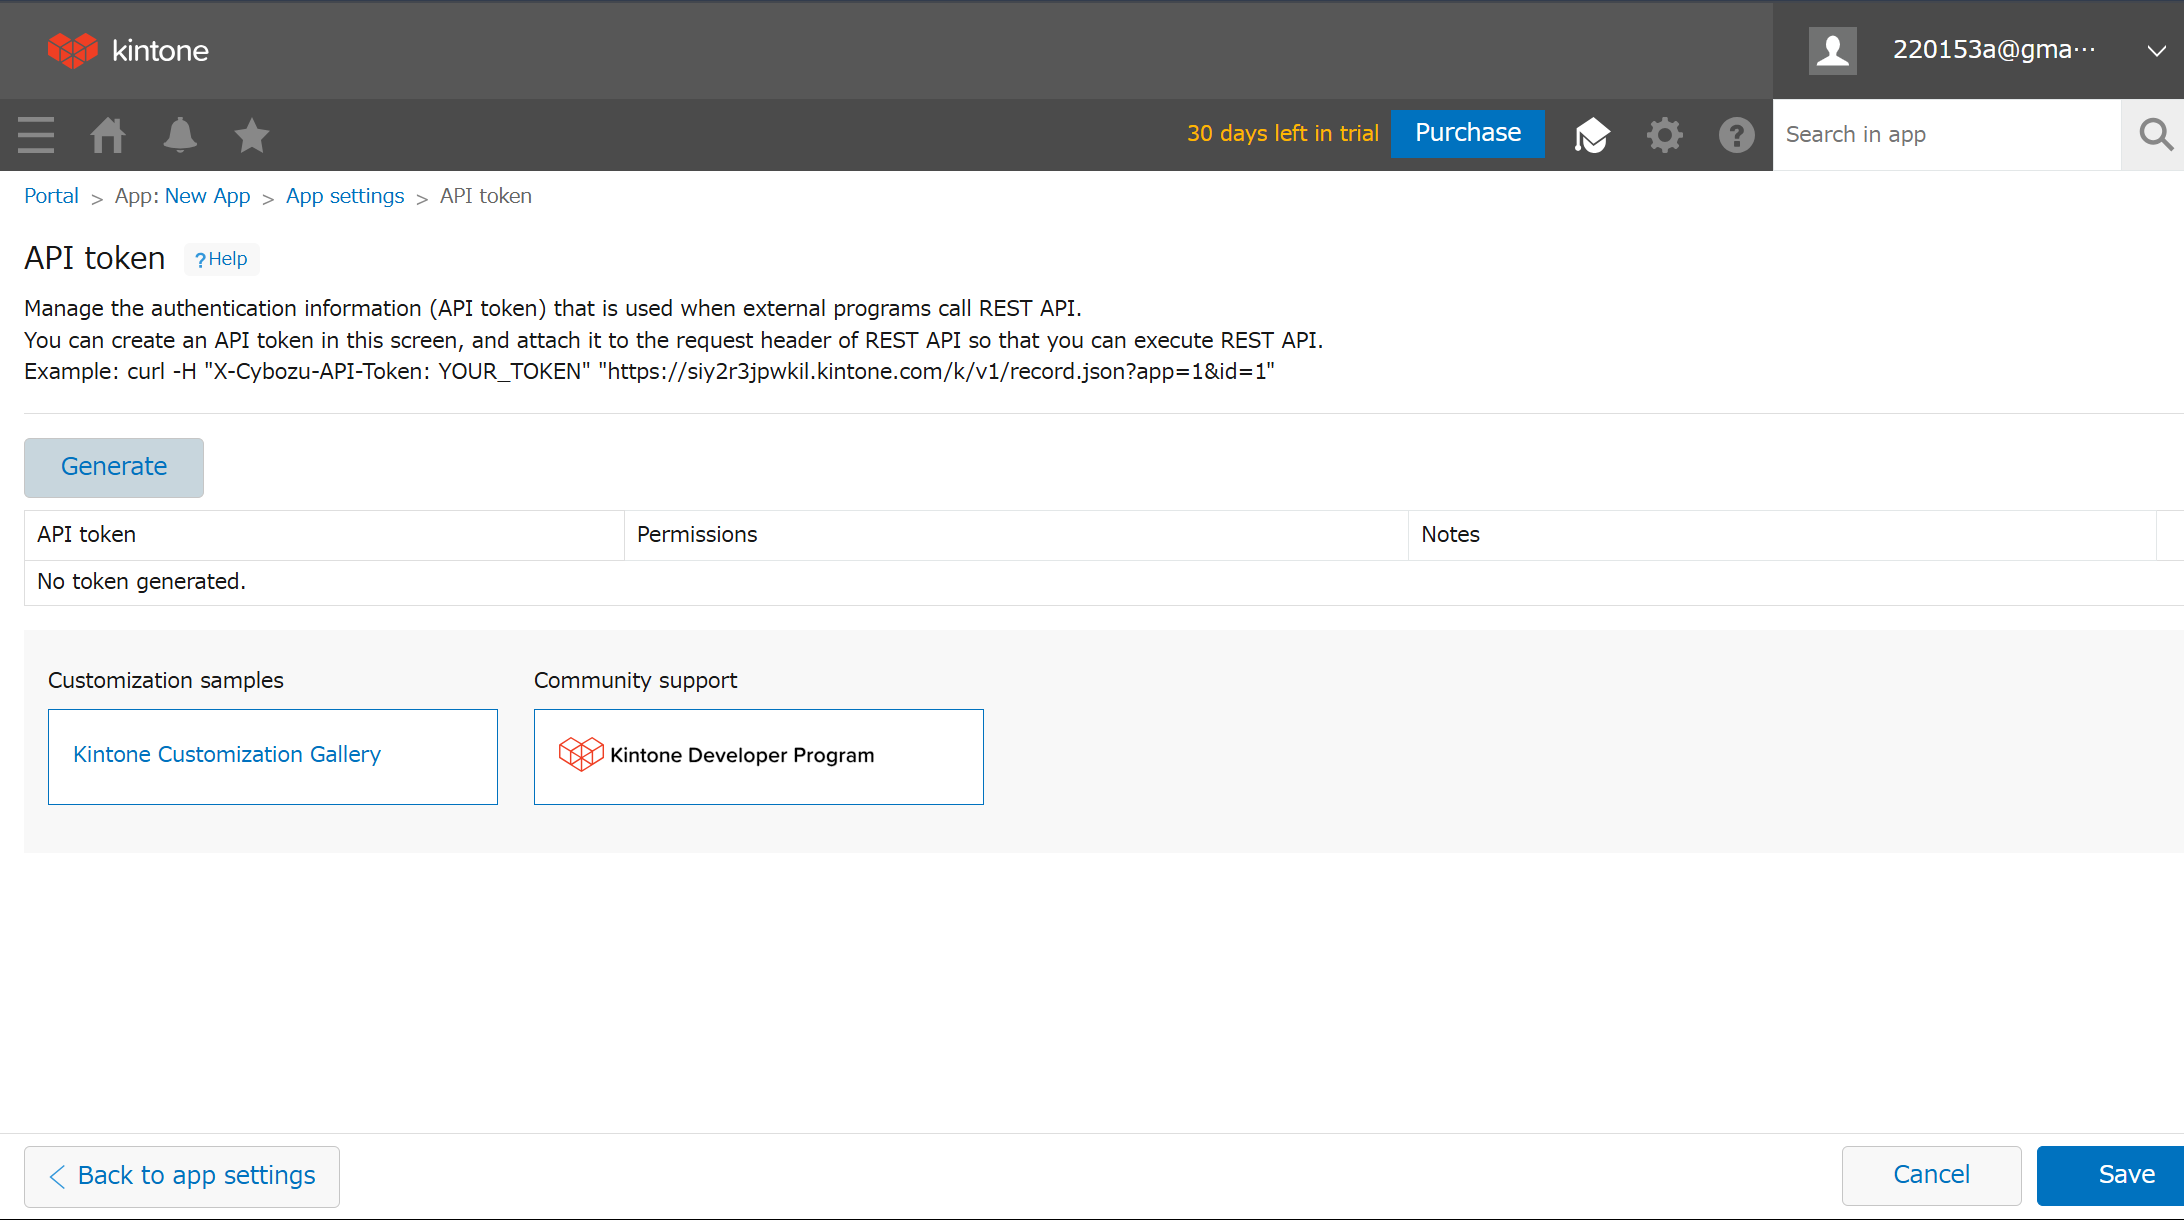 kintone
220153a@gma…
30 days left in trial
Purchase
Search in app
Portal > App: New App > App settings > API token
API token
?Help
Manage the authentication information (API token) that is used when external programs call REST API.
You can create an API token in this screen, and attach it to the request header of REST API so that you can execute REST API.
Example: curl -H "X-Cybozu-API-Token: YOUR_TOKEN" "https://siy2r3jpwkil.kintone.com/k/v1/record.json?app=1&id=1"
Generate
API token Permissions Notes
No token generated.
Customization samples
Community support
Kintone Customization Gallery
Kintone Developer Program
Back to app settings
Cancel
Save